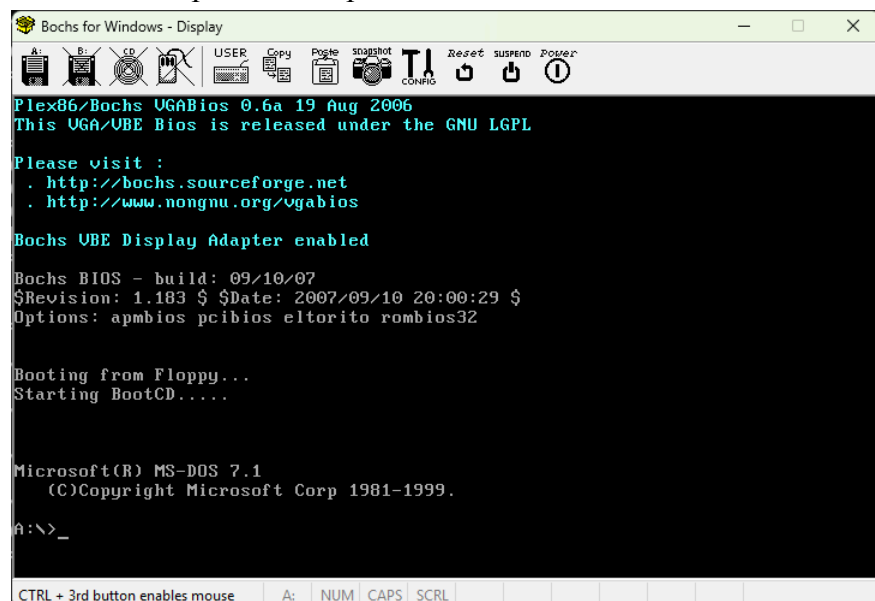 Bochs for Windows - Display
A: B: CD USER Copy Paste snapshot CONFIG Reset SUSPEND Power
Plex86/Bochs VGABios 0.6a 19 Aug 2006
This VGA/VBE Bios is released under the GNU LGPL
Please visit :
. http://bochs.sourceforge.net
. http://www.nongnu.org/vgabios
Bochs VBE Display Adapter enabled
Bochs BIOS - build: 09/10/07
$Revision: 1.183 $ $Date: 2007/09/10 20:00:29 $
Options: apmbios pcibios eltorito rombios32
Booting from Floppy...
Starting BootCD.....
Microsoft(R) MS-DOS 7.1
(C)Copyright Microsoft Corp 1981-1999.
A:\>_
CTRL + 3rd button enables mouse A: NUM CAPS SCRL